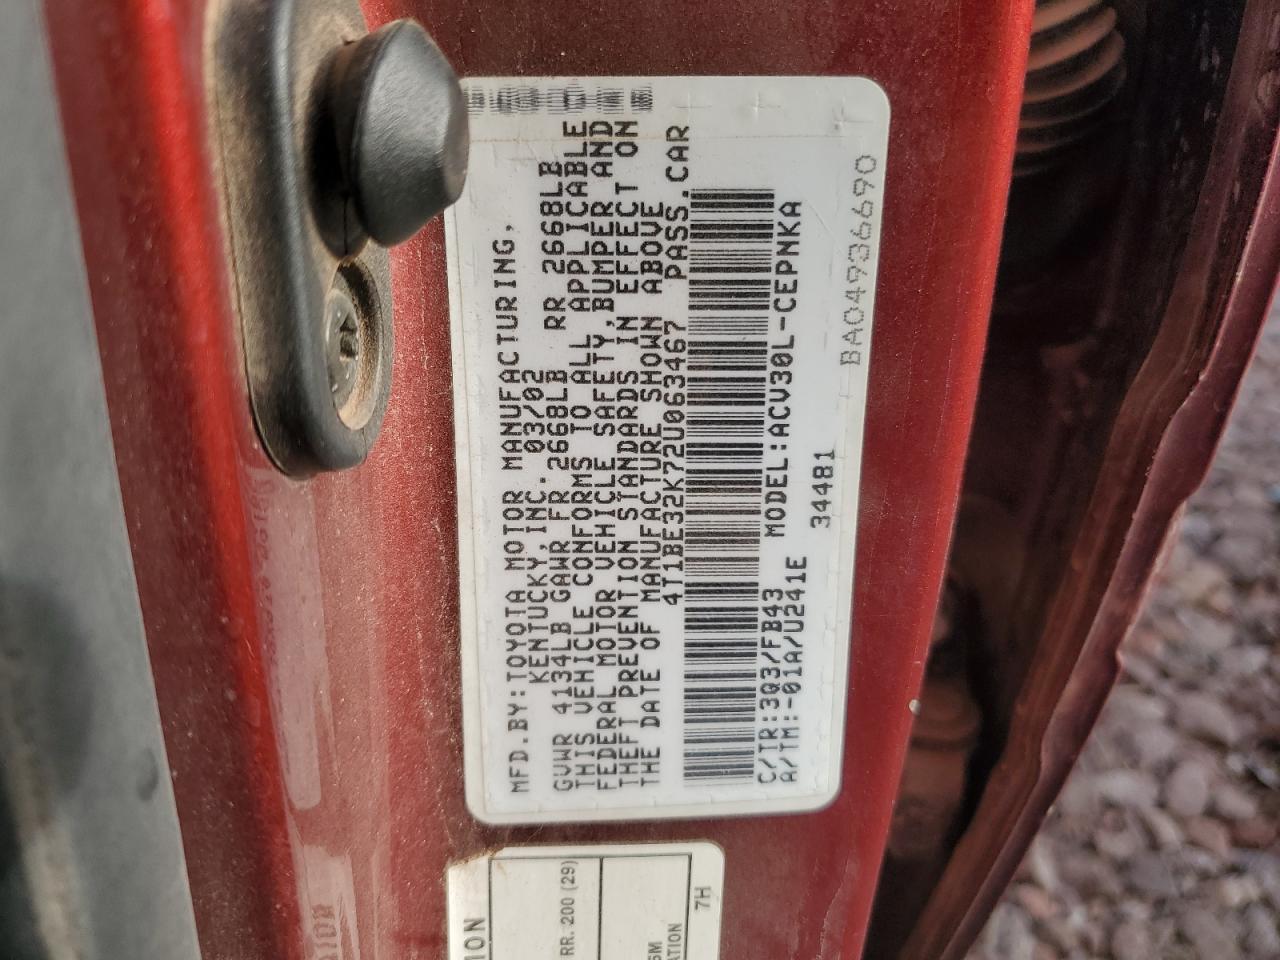 MFD.BY:TOYOTA MOTOR MANUFACTURING,
KENTUCKY,INC. 03/02
GVWR 4134LB GAWR FR 2668LB RR 2668LB
THIS VEHICLE CONFORMS TO ALL APPLICABLE
FEDERAL MOTOR VEHICLE SAFETY,BUMPER AND
THEFT PREVENTION STANDARDS IN EFFECT ON
THE DATE OF MANUFACTURE SHOWN ABOVE
4T1BE32K72U063467 PASS.CAR
C/TR:3Q3/FB43 MODEL:ACV30L-CEPNKA
A/TM:-01A/U241E
34481
BA04936690
RR. 200 (29)
7H